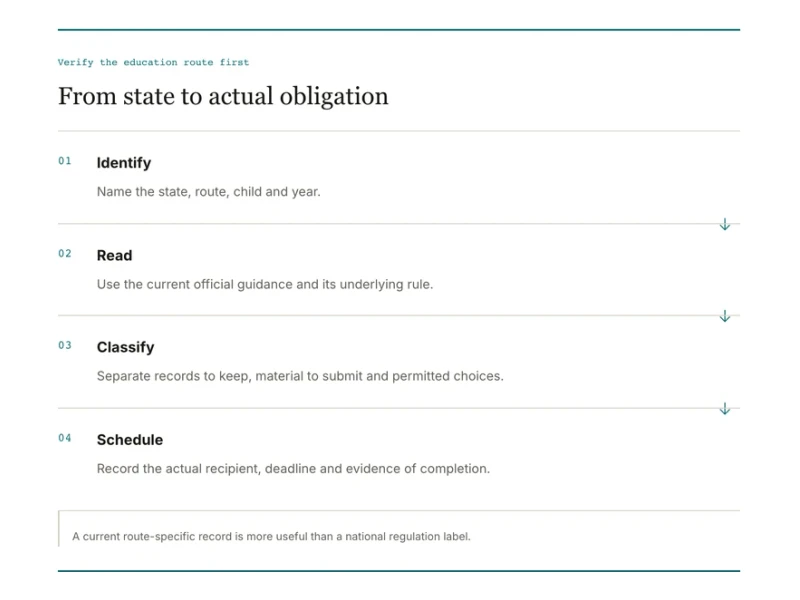 Verify the education route first
From state to actual obligation
01 Identify
Name the state, route, child and year.
02 Read
Use the current official guidance and its underlying rule.
03 Classify
Separate records to keep, material to submit and permitted choices.
04 Schedule
Record the actual recipient, deadline and evidence of completion.
A current route-specific record is more useful than a national regulation label.